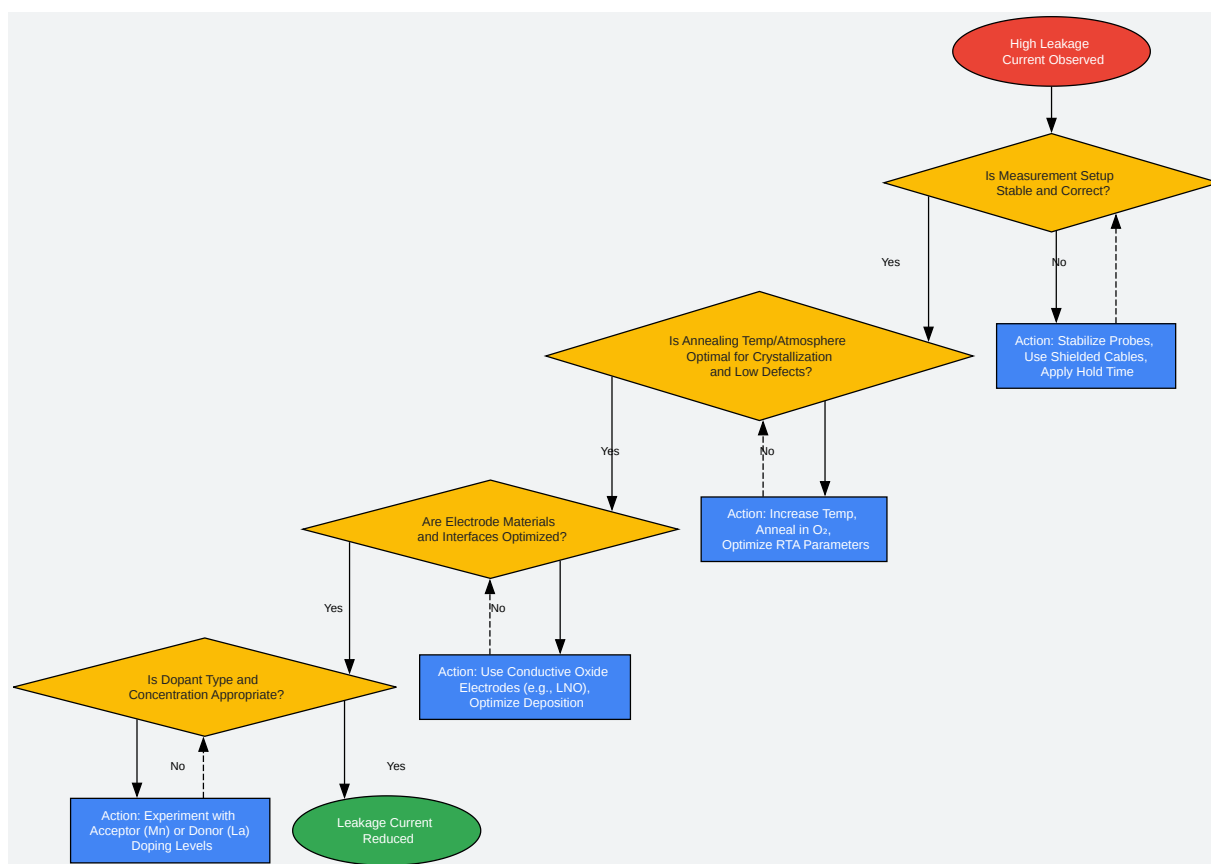 High Leakage
Current Observed
Is Measurement Setup
Stable and Correct?
Yes
No
Action: Stabilize Probes,
Use Shielded Cables,
Apply Hold Time
Is Annealing Temp/Atmosphere
Optimal for Crystallization
and Low Defects?
Yes
No
Action: Increase Temp,
Anneal in O₂,
Optimize RTA Parameters
Are Electrode Materials
and Interfaces Optimized?
Yes
No
Action: Use Conductive Oxide
Electrodes (e.g., LNO),
Optimize Deposition
Is Dopant Type and
Concentration Appropriate?
No
Yes
Action: Experiment with
Acceptor (Mn) or Donor (La)
Doping Levels
Leakage Current
Reduced